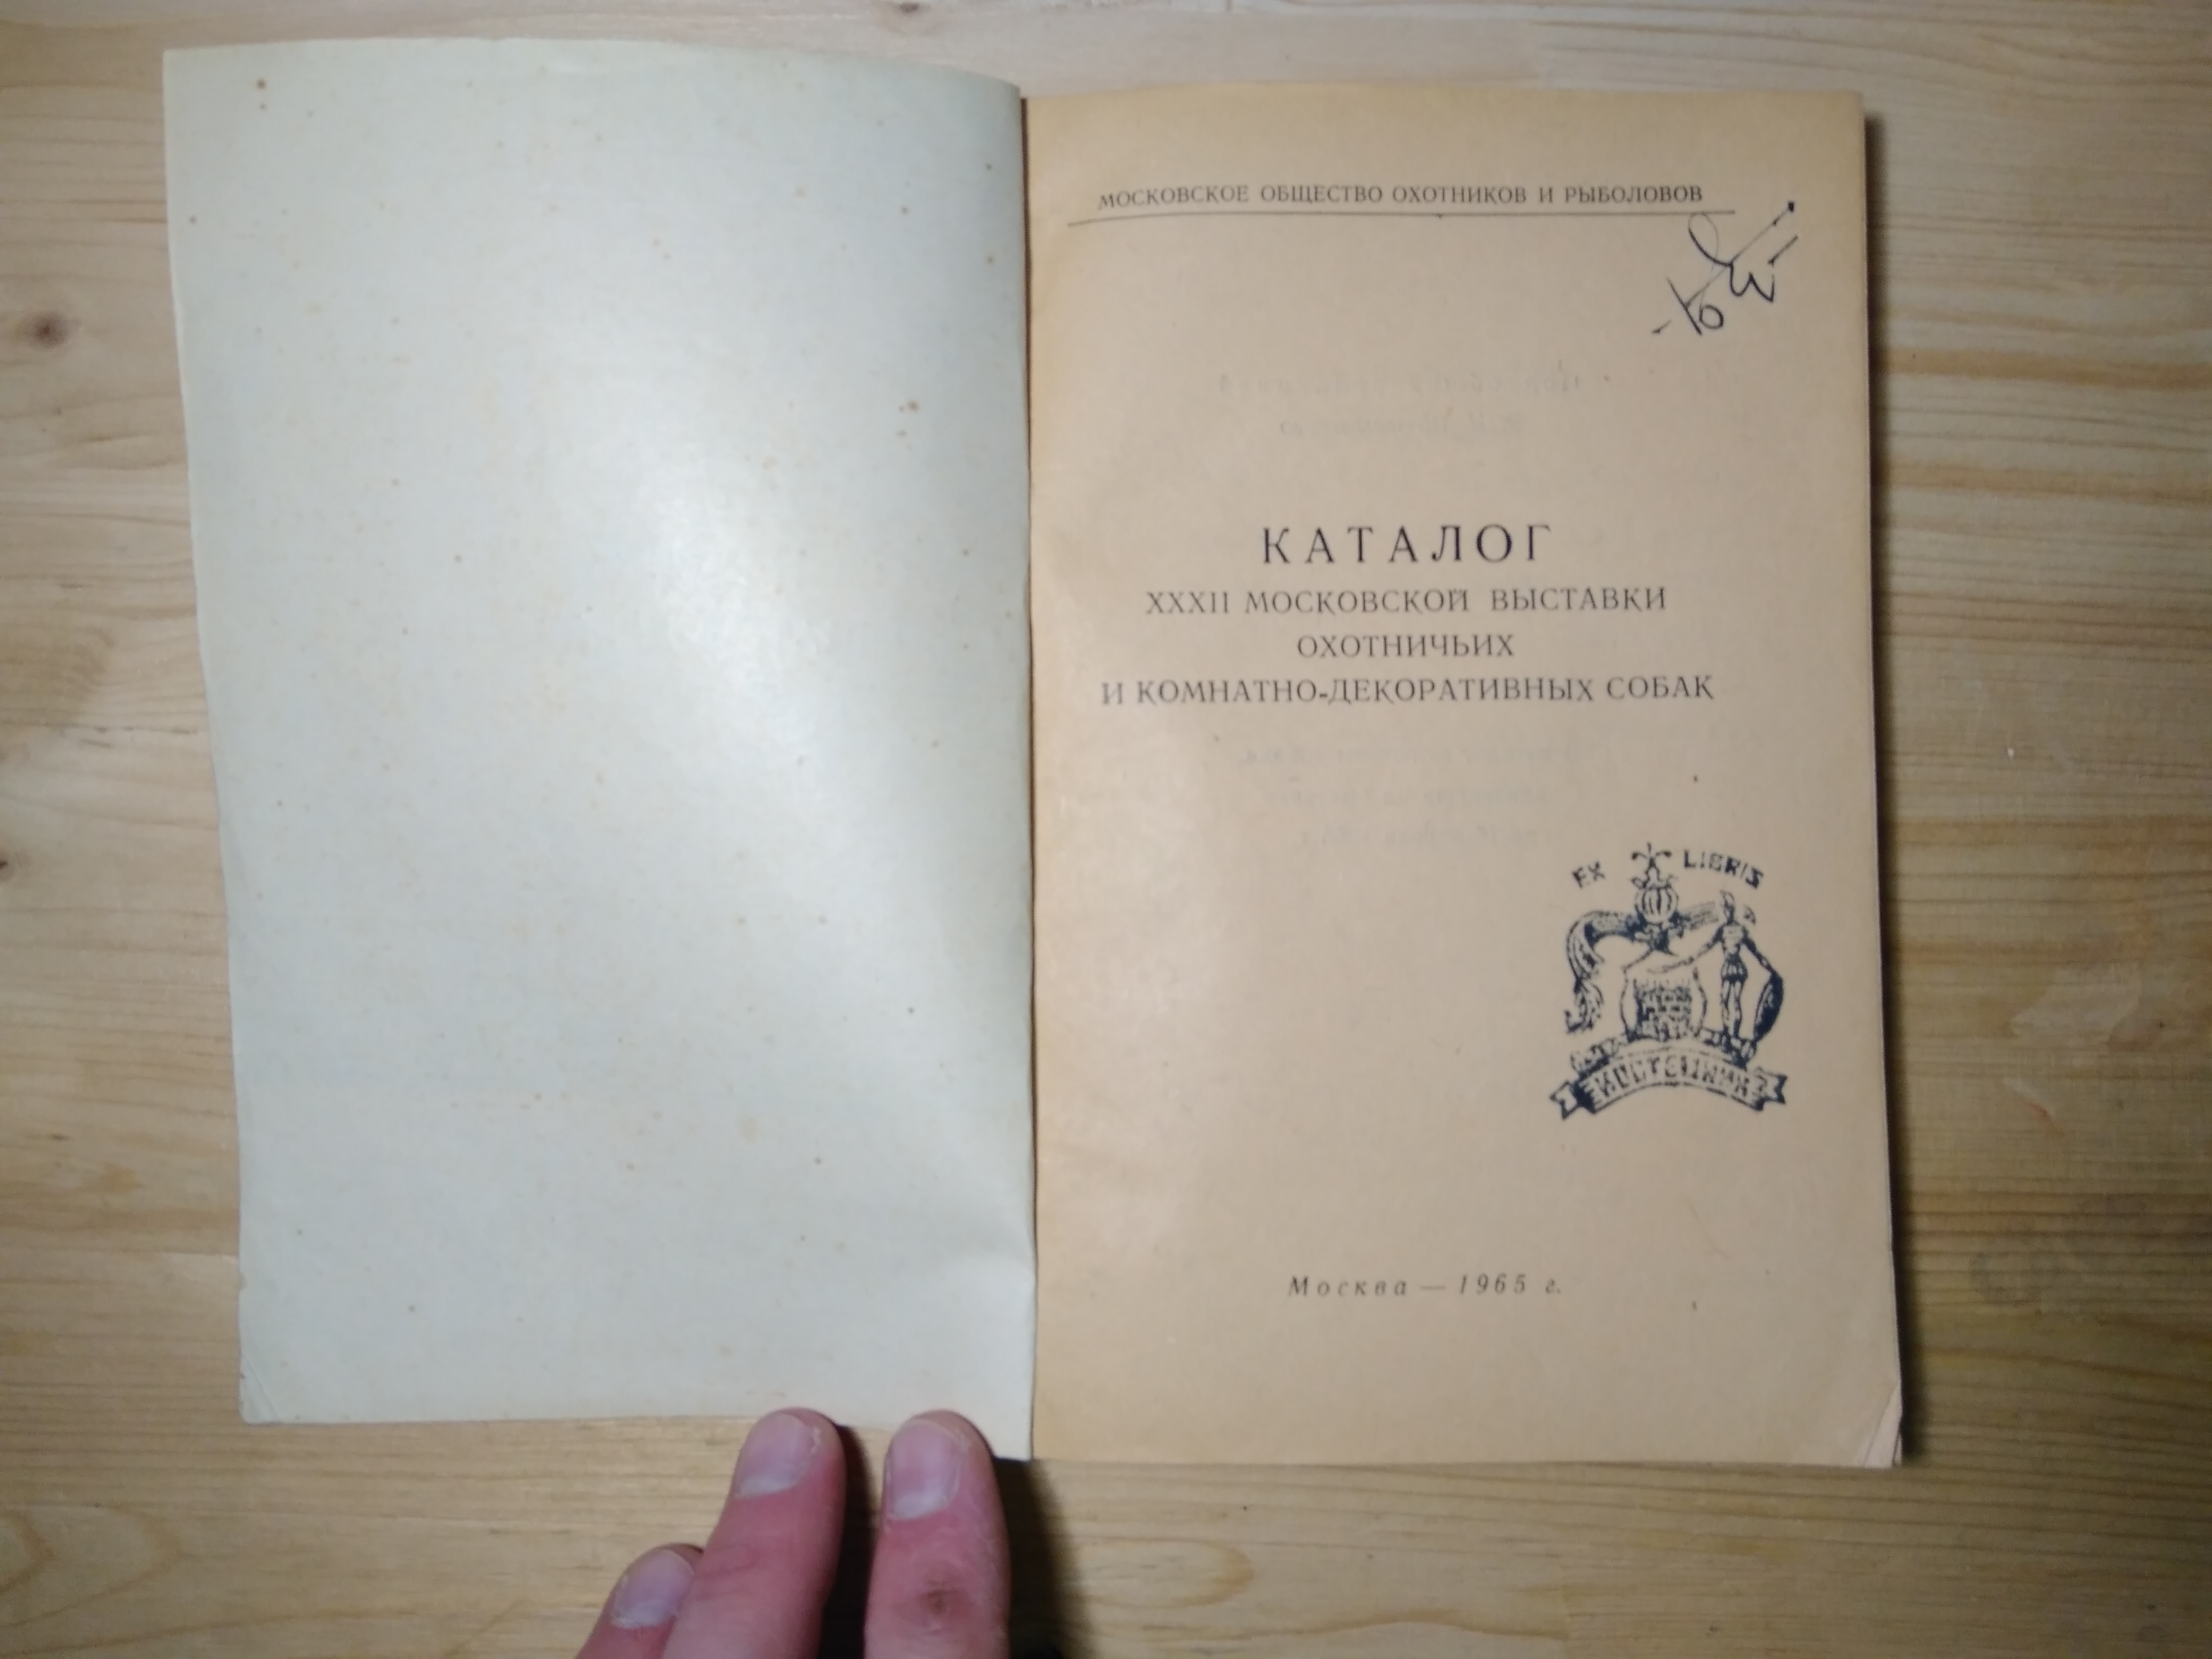 МОСКОВСКОЕ ОБЩЕСТВО ОХОТНИКОВ И РЫБОЛОВОВ
КАТАЛОГ
XXXII МОСКОВСКОЙ ВЫСТАВКИ
ОХОТНИЧЬИХ
И КОМНАТНО-ДЕКОРАТИВНЫХ СОБАК
EX LIBRIS
Москва — 1965 г.